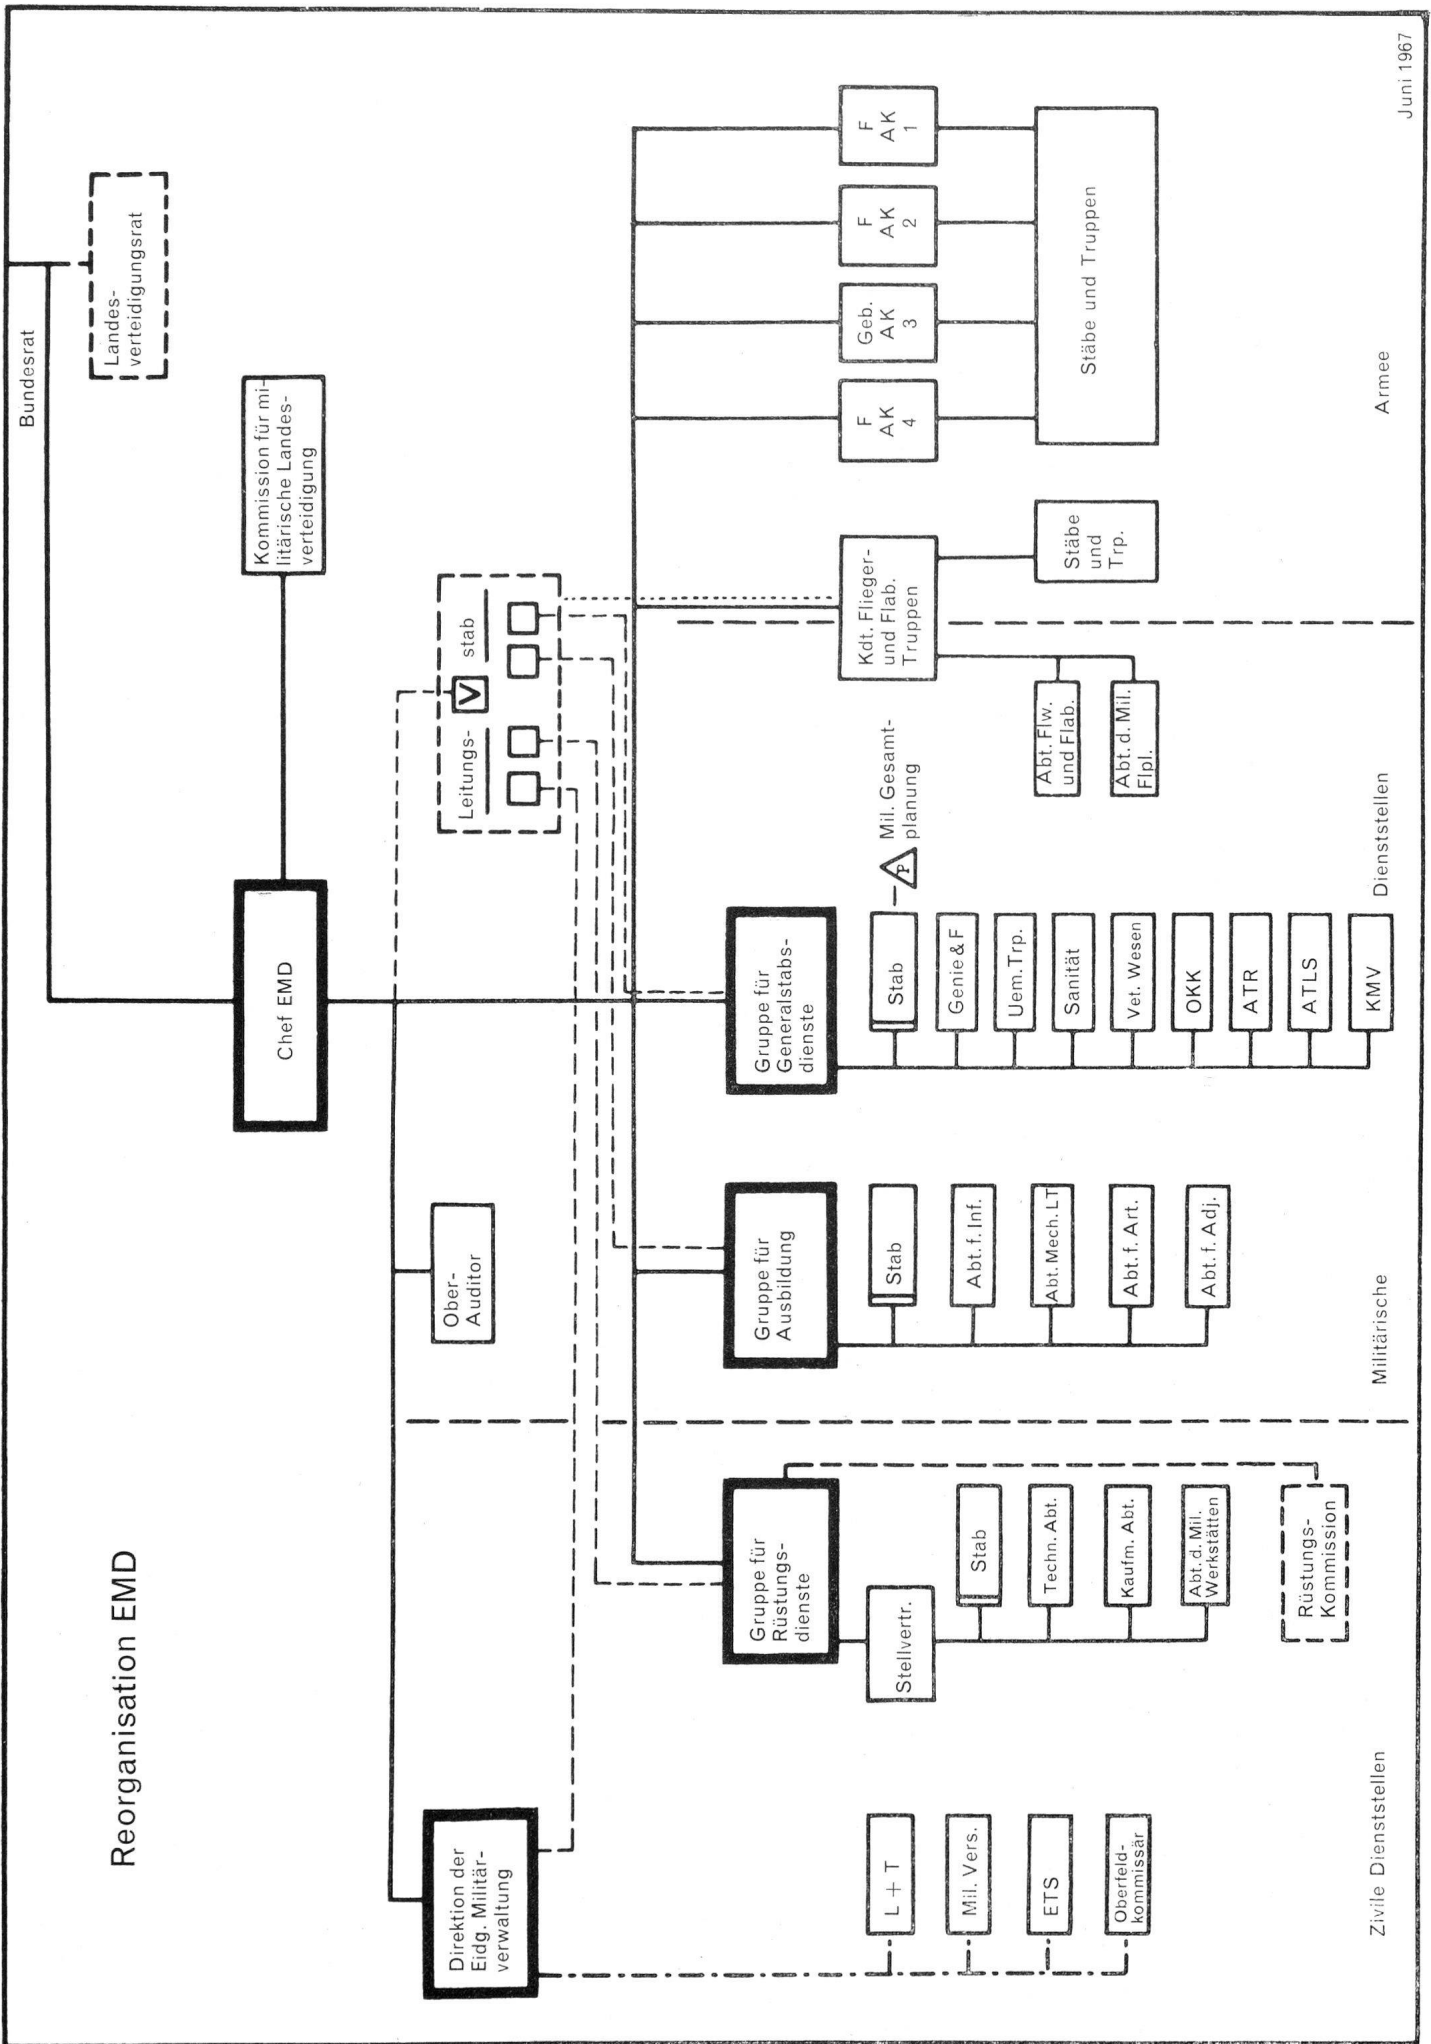 Reorganisation EMD
Bundesrat
Landes-
verteidigungsrat
Kommission für mi-
litärische Landes-
verteidigung
Chef EMD
Leitungs-
V
stab
Direktion der
Eidg. Militär-
verwaltung
Ober-
Auditor
Gruppe für
Rüstungs-
dienste
Gruppe für
Ausbildung
Gruppe für
Generalstabs-
dienste
Kdt. Flieger-
und Flab.
Truppen
F
AK
4
Geb.
AK
3
F
AK
2
F
AK
1
L + T
Mil. Vers.
ETS
Oberfeld-
kommissär
Stellvertr.
Stab
Techn. Abt.
Kaufm. Abt.
Abt. d. Mil.
Werkstätten
Rüstungs-
Kommission
Stab
Abt. f. Inf.
Abt. Mech. LT
Abt. f. Art.
Abt. f. Adj.
Stab
P
Mil. Gesamt-
planung
Genie & F
Uem. Trp.
Sanität
Vet. Wesen
OKK
ATR
ATLS
KMV
Abt. Flw.
und Flab.
Abt. d. Mil.
Flpl.
Stäbe
und
Trp.
Stäbe und Truppen
Zivile Dienststellen
Militärische
Dienststellen
Armee
Juni 1967